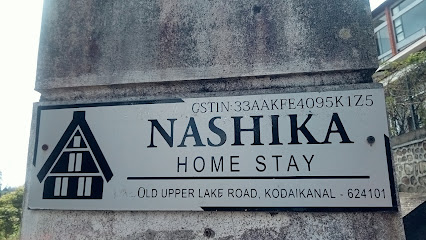 GSTIN:33AAKFE4095K1Z5
NASHIKA
HOME STAY
OLD UPPER LAKE ROAD, KODAIKANAL - 624101